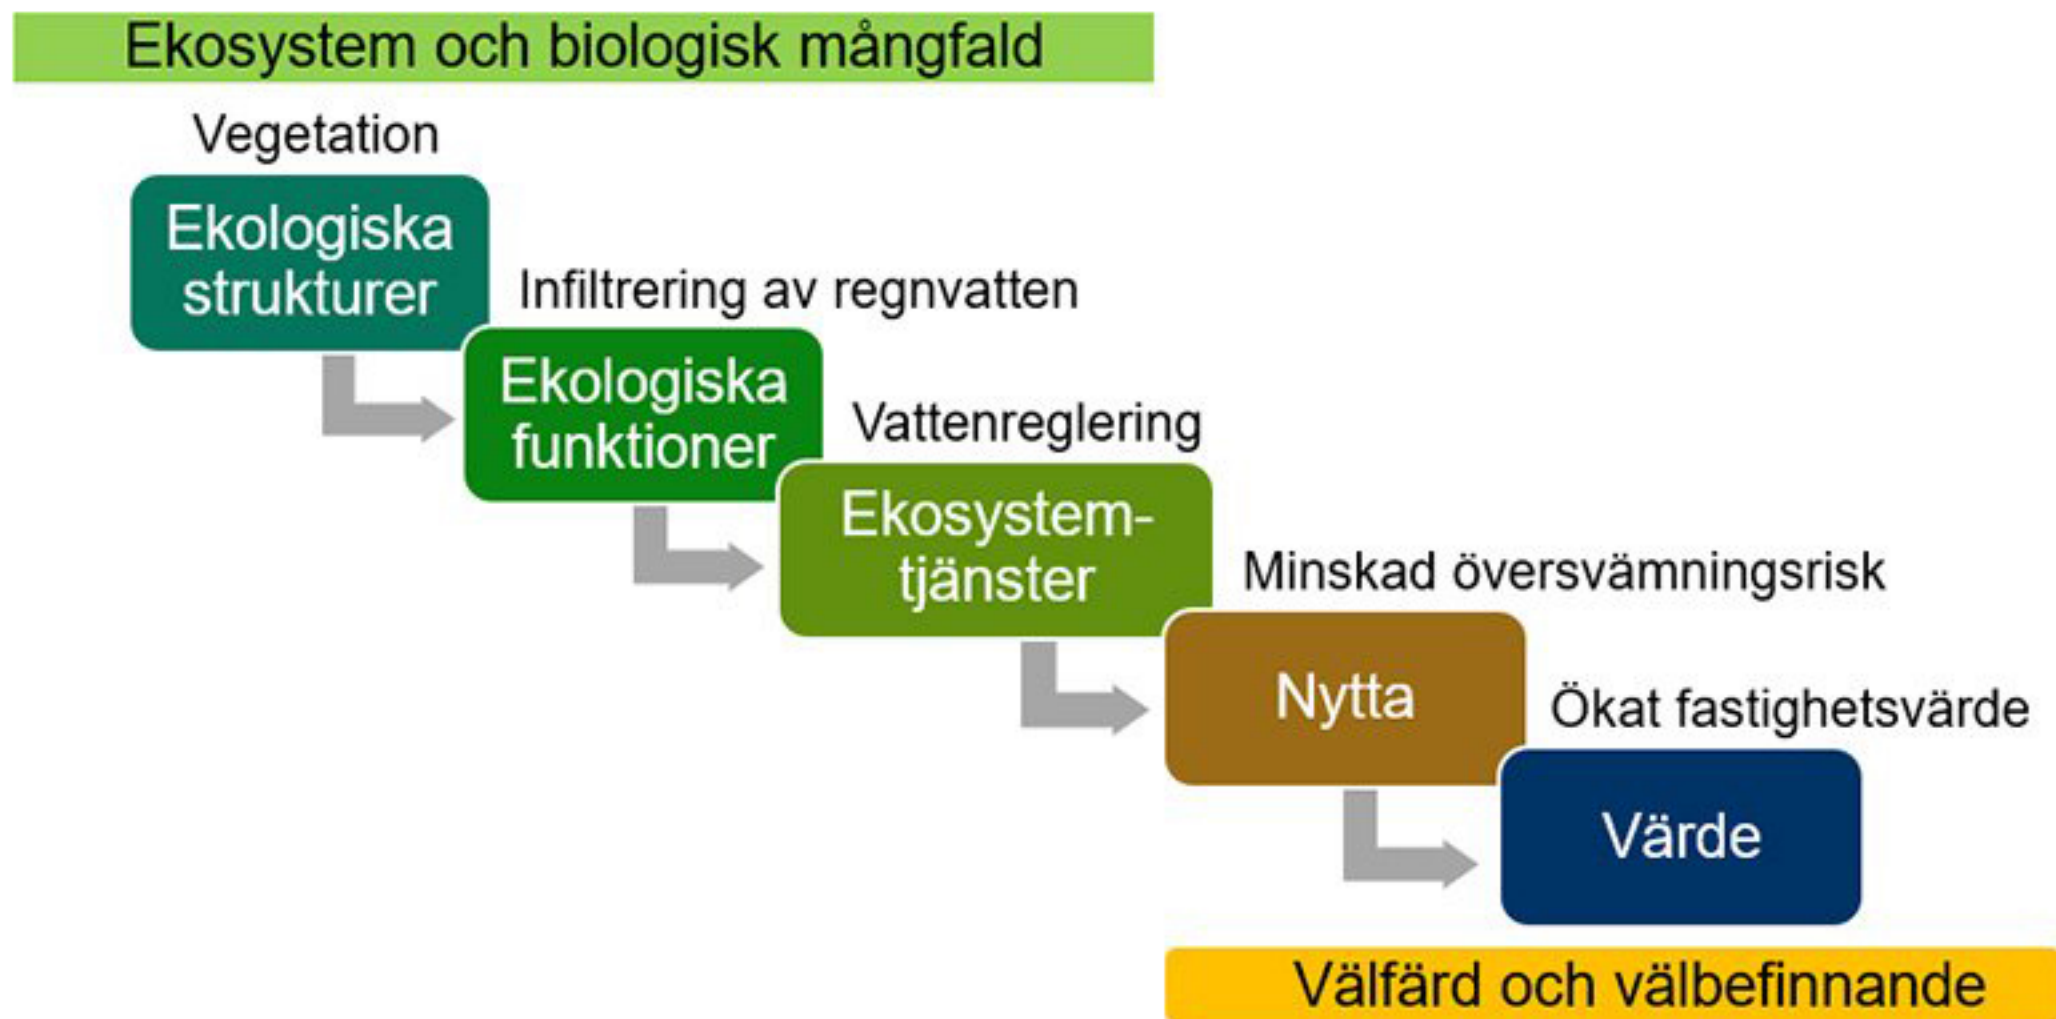 Ekosystem och biologisk mångfald
Vegetation
Ekologiska
strukturer
Infiltrering av regnvatten
Ekologiska
funktioner
Vattenreglering
Ekosystem-
tjänster
Minskad översvämningsrisk
Nytta
Ökat fastighetsvärde
Värde
Välfärd och välbefinnande